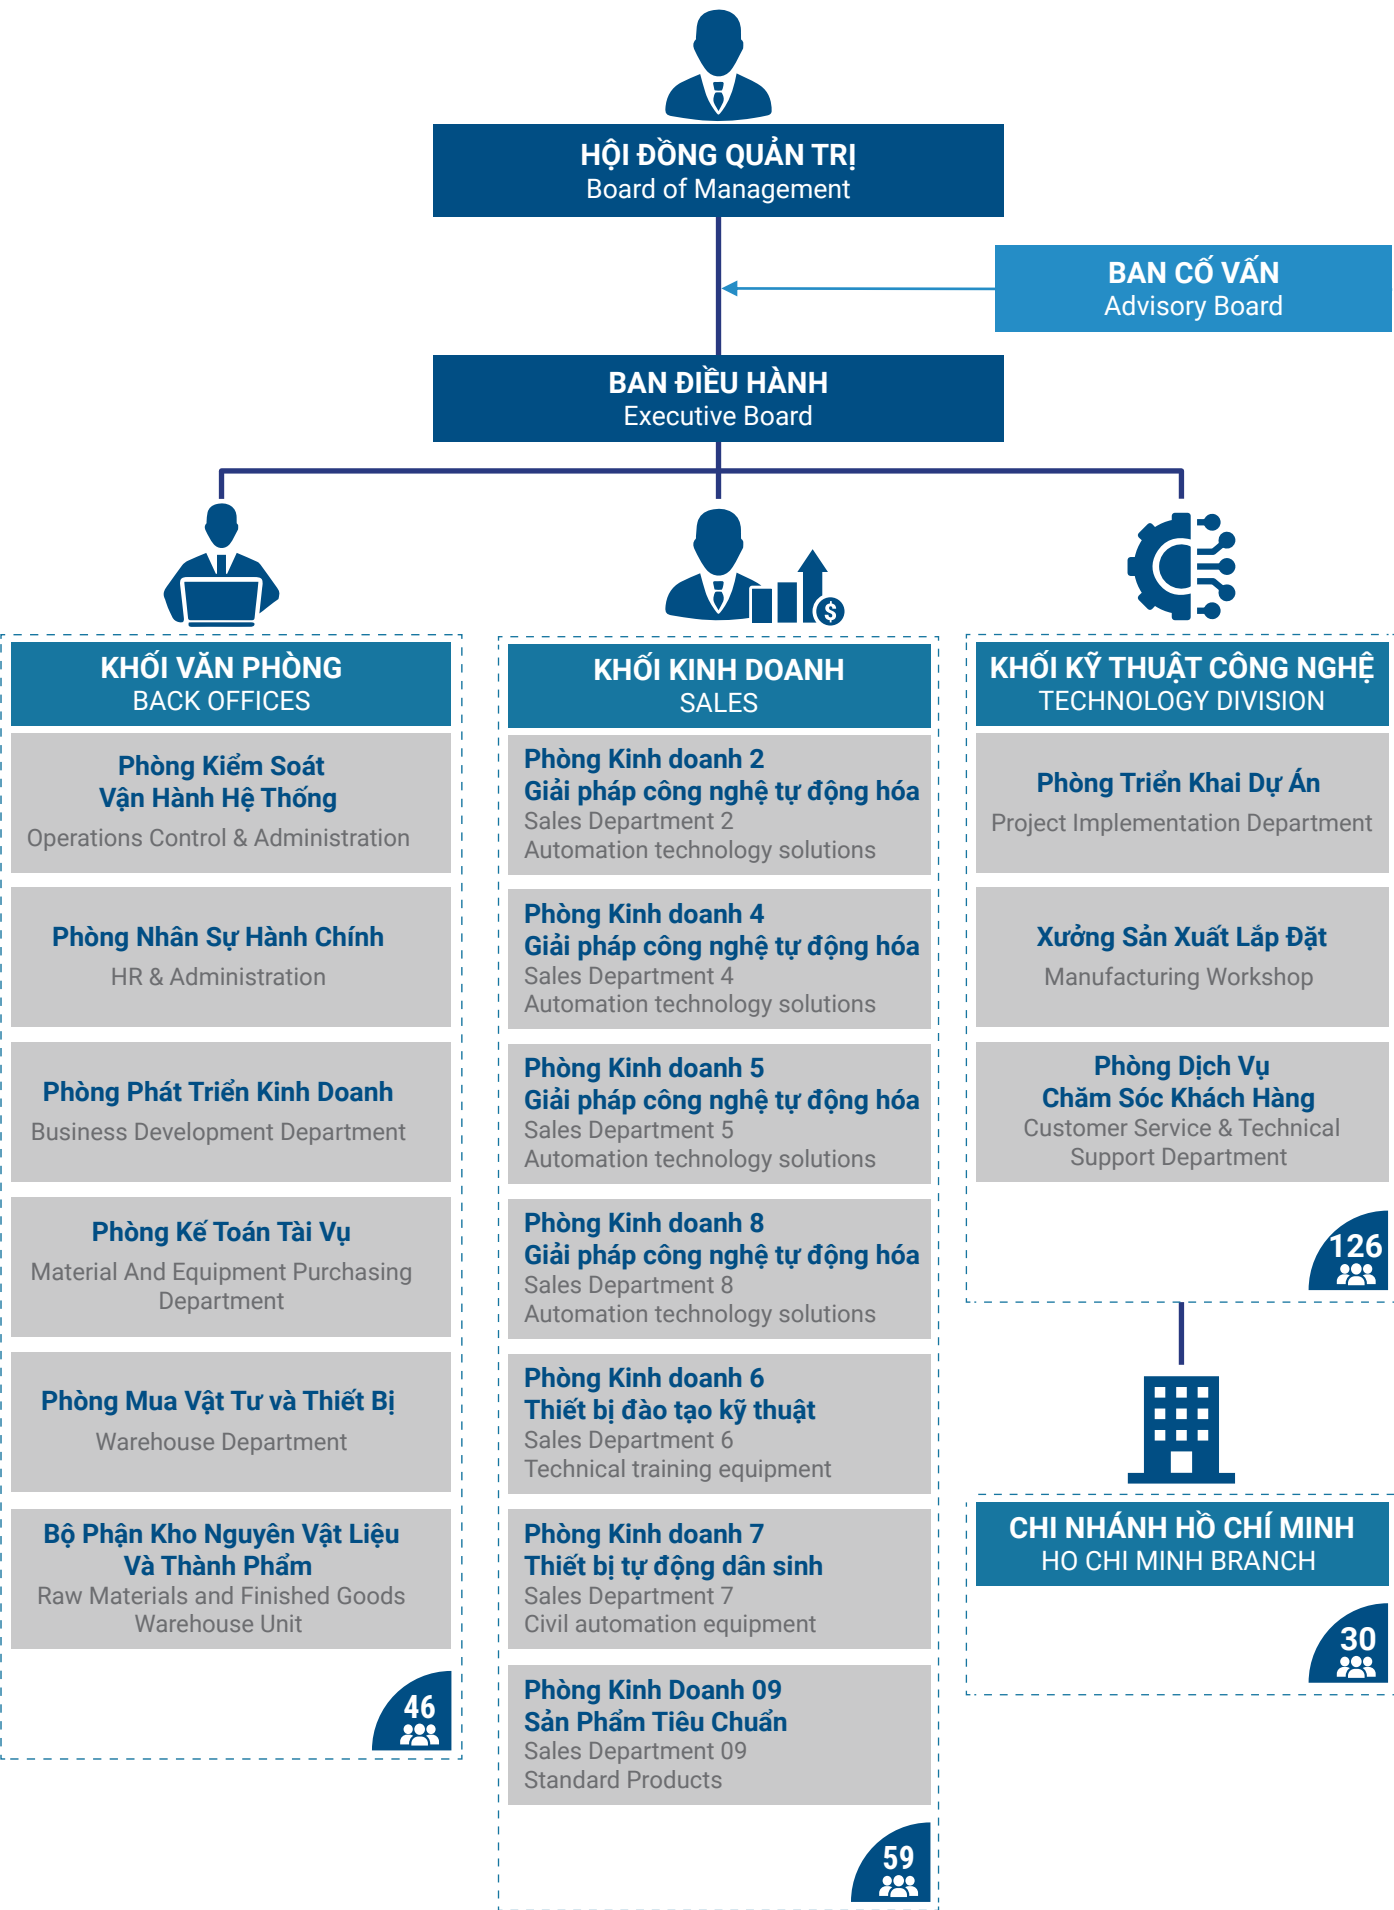 HỘI ĐỒNG QUẢN TRỊ
Board of Management
BAN CỐ VẤN
Advisory Board
BAN ĐIỀU HÀNH
Executive Board
$
KHỐI VĂN PHÒNG
BACK OFFICES
Phòng Kiểm Soát
Vận Hành Hệ Thống
Operations Control & Administration
Phòng Nhân Sự Hành Chính
HR & Administration
Phòng Phát Triển Kinh Doanh
Business Development Department
Phòng Kế Toán Tài Vụ
Material And Equipment Purchasing
Department
Phòng Mua Vật Tư và Thiết Bị
Warehouse Department
Bộ Phận Kho Nguyên Vật Liệu
Và Thành Phẩm
Raw Materials and Finished Goods
Warehouse Unit
46
KHỐI KINH DOANH
SALES
Phòng Kinh doanh 2
Giải pháp công nghệ tự động hóa
Sales Department 2
Automation technology solutions
Phòng Kinh doanh 4
Giải pháp công nghệ tự động hóa
Sales Department 4
Automation technology solutions
Phòng Kinh doanh 5
Giải pháp công nghệ tự động hóa
Sales Department 5
Automation technology solutions
Phòng Kinh doanh 8
Giải pháp công nghệ tự động hóa
Sales Department 8
Automation technology solutions
Phòng Kinh doanh 6
Thiết bị đào tạo kỹ thuật
Sales Department 6
Technical training equipment
Phòng Kinh doanh 7
Thiết bị tự động dân sinh
Sales Department 7
Civil automation equipment
Phòng Kinh Doanh 09
Sản Phẩm Tiêu Chuẩn
Sales Department 09
Standard Products
59
KHỐI KỸ THUẬT CÔNG NGHỆ
TECHNOLOGY DIVISION
Phòng Triển Khai Dự Án
Project Implementation Department
Xưởng Sản Xuất Lắp Đặt
Manufacturing Workshop
Phòng Dịch Vụ
Chăm Sóc Khách Hàng
Customer Service & Technical
Support Department
126
CHI NHÁNH HỒ CHÍ MINH
HO CHI MINH BRANCH
30